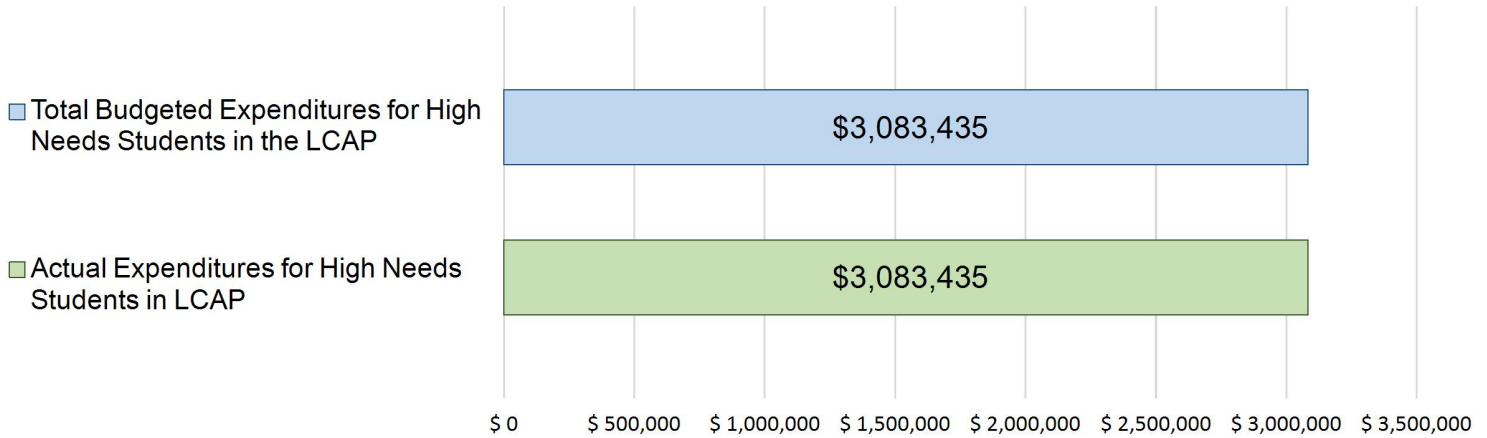 Total Budgeted Expenditures for High
Needs Students in the LCAP
$3,083,435
Actual Expenditures for High Needs
Students in LCAP
$3,083,435
$ 0 $ 500,000 $ 1,000,000 $ 1,500,000 $ 2,000,000 $ 2,500,000 $ 3,000,000 $ 3,500,000